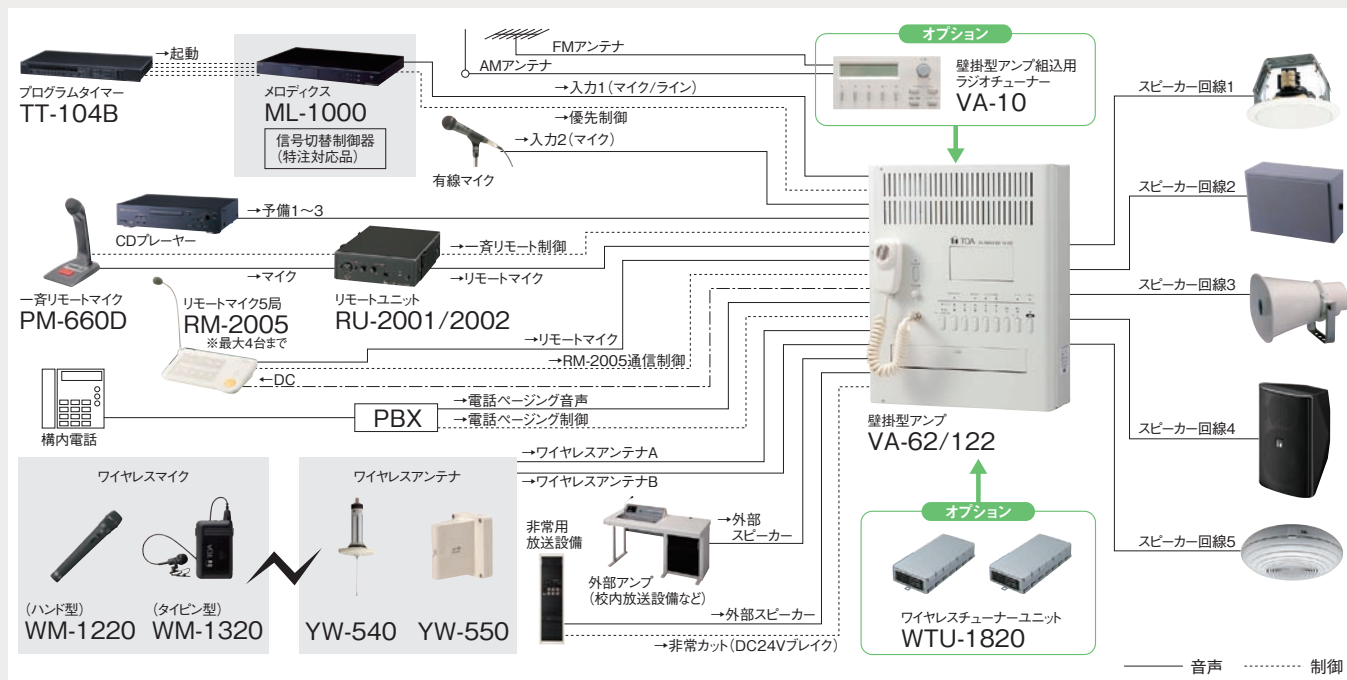 →起動
プログラムタイマー
TT-104B
メロディクス
ML-1000
信号切替制御器
(特注対応品)
FMアンテナ
AMアンテナ
→入力1(マイク/ライン)
→優先制御
→入力2(マイク)
有線マイク
オプション
壁掛型アンプ組込用
ラジオチューナー
VA-10
CDプレーヤー
→予備1～3
→一斉リモート制御
→マイク
→リモートマイク
一斉リモートマイク
PM-660D
リモートマイク5局
RM-2005
※最大4台まで
リモートユニット
RU-2001/2002
→リモートマイク
→RM-2005通信制御
←DC
構内電話
PBX
→電話ページング音声
→電話ページング制御
TOA
壁掛型アンプ
VA-62/122
スピーカー回線1
スピーカー回線2
スピーカー回線3
スピーカー回線4
スピーカー回線5
ワイヤレスマイク
(ハンド型)
WM-1220
(タイピン型)
WM-1320
TOA
ワイヤレスアンテナ
YW-540
YW-550
→ワイヤレスアンテナA
→ワイヤレスアンテナB
非常用
放送設備
外部アンプ
(校内放送設備など)
→外部
スピーカー
→外部スピーカー
→非常カット(DC24Vブレイク)
オプション
ワイヤレスチューナーユニット
WTU-1820
音声
制御